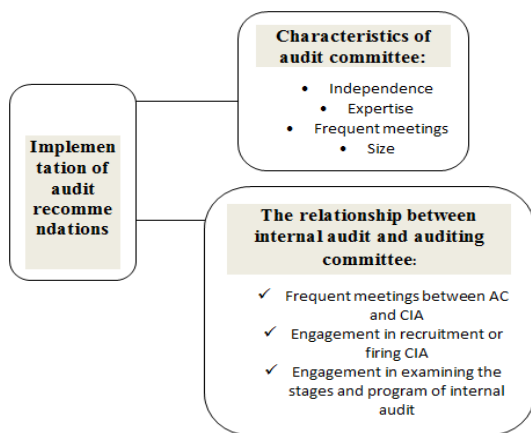 Characteristics of
audit committee:
• Independence
• Expertise
• Frequent meetings
• Size
Implemen
tation of
audit
recomme
ndations
The relationship between
internal audit and auditing
committee:
✓ Frequent meetings between AC
and CIA
✓ Engagement in recruitment or
firing CIA
✓ Engagement in examining the
stages and program of internal
audit